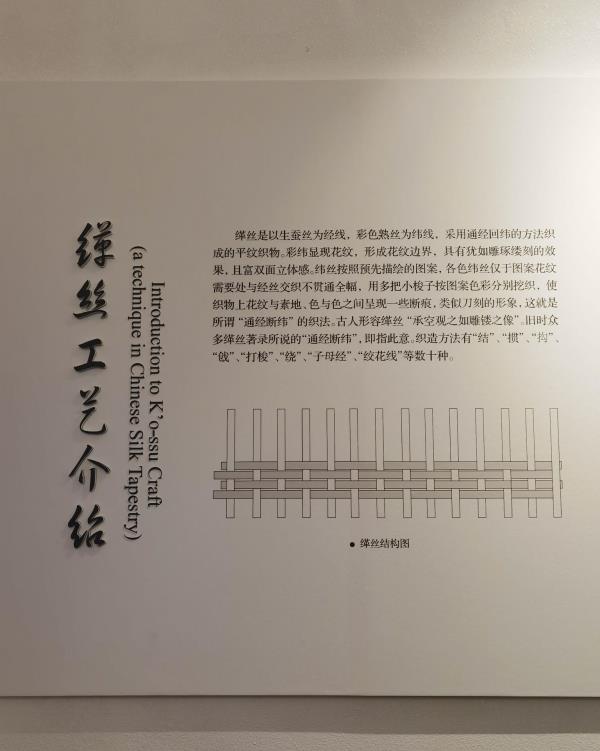 缂丝工艺介绍
Introduction to K'o-ssu Craft
(a technique in Chinese Silk Tapestry)
缂丝是以生蚕丝为经线，彩色熟丝为纬线，采用通经回纬的方法织
成的平纹织物。彩纬显现花纹，形成花纹边界，具有犹如雕琢缕刻的效
果，且富双面立体感。纬丝按照预先描绘的图案，各色纬丝仅于图案花纹
需要处与经丝交织不贯通全幅，用多把小梭子按图案色彩分别挖织，使
织物上花纹与素地、色与色之间呈现一些断痕，类似刀刻的形象，这就是
所谓“通经断纬”的织法。古人形容缂丝“承空观之如雕镂之像”。旧时众
多缂丝著录所说的“通经断纬”，即指此意。织造方法有“结”、“掼”、“抅”、
“戗”、“打梭”、“绕”、“子母经”、“绞花线”等数十种。
● 缂丝结构图